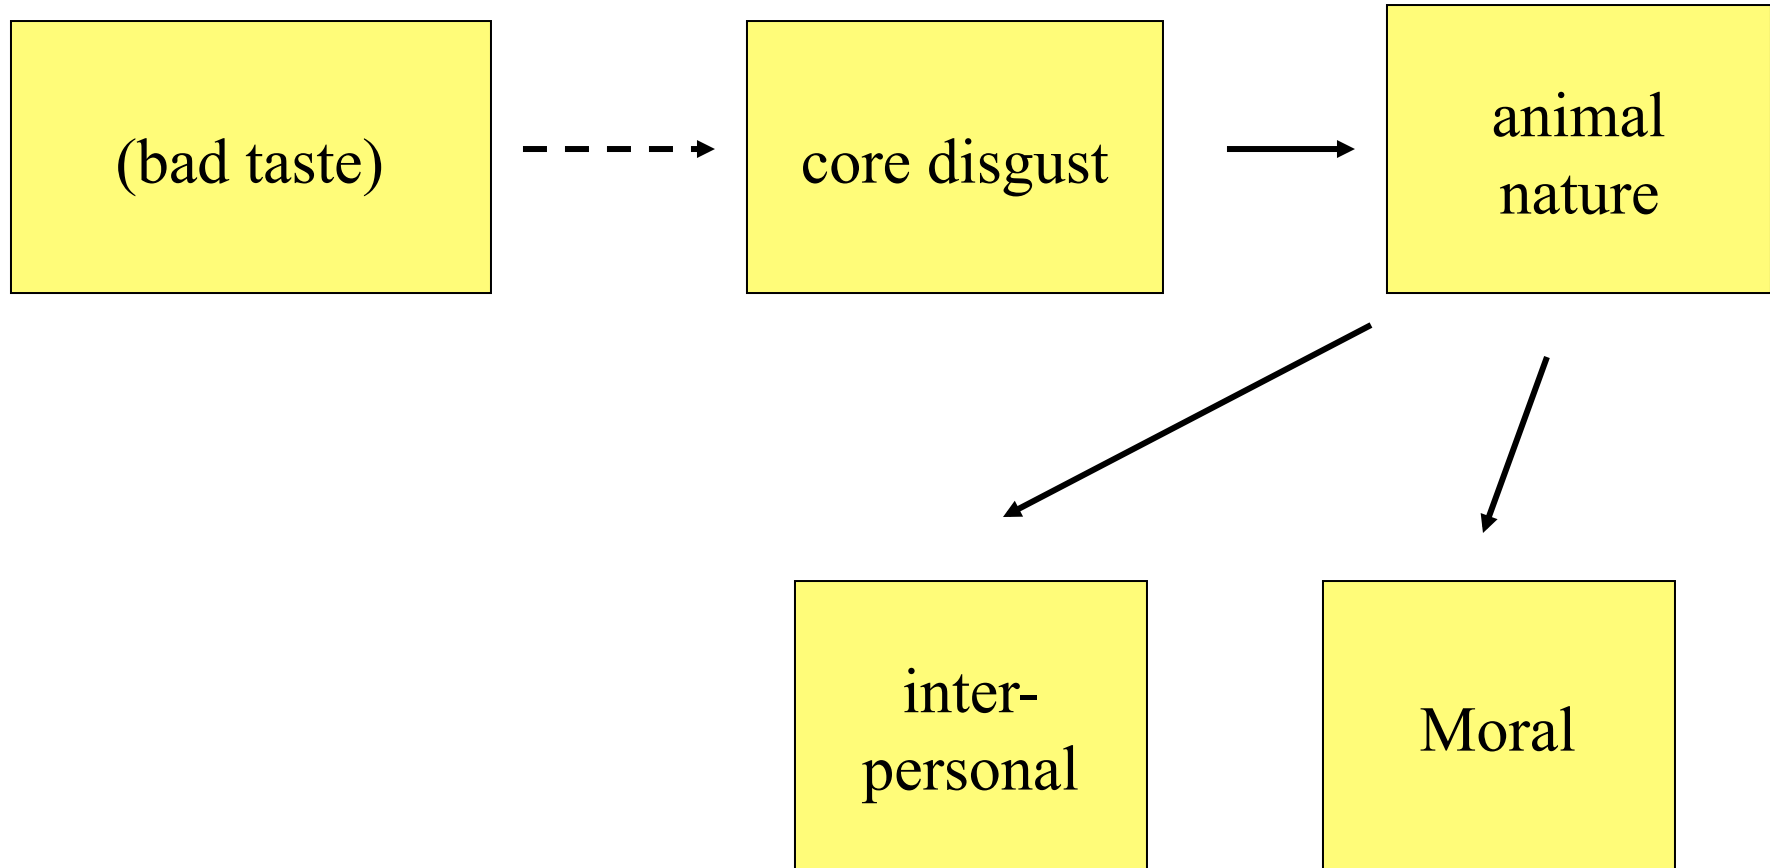 (bad taste)
core disgust
animal
nature
inter-
personal
Moral